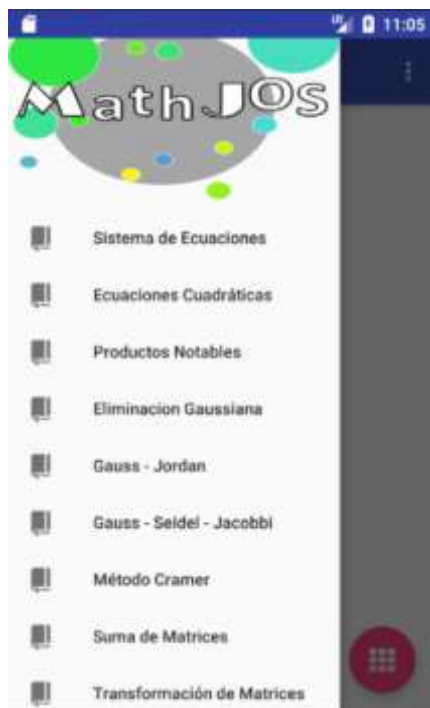 11:05
MathJOS
Sistema de Ecuaciones
Ecuaciones Cuadráticas
Productos Notables
Eliminacion Gaussiana
Gauss - Jordan
Gauss - Seidel - Jacobbi
Método Cramer
Suma de Matrices
Transformación de Matrices